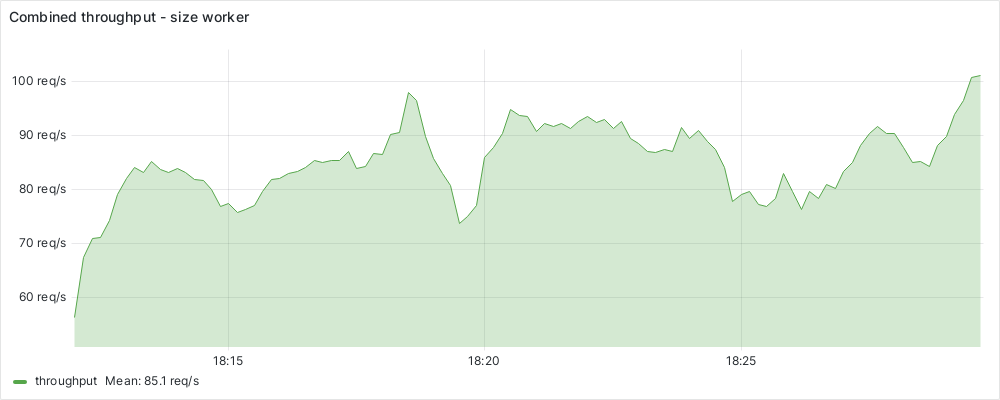 Combined throughput - size worker
100 req/s
90 req/s
80 req/s
70 req/s
60 req/s
18:15 18:20 18:25
throughput Mean: 85.1 req/s